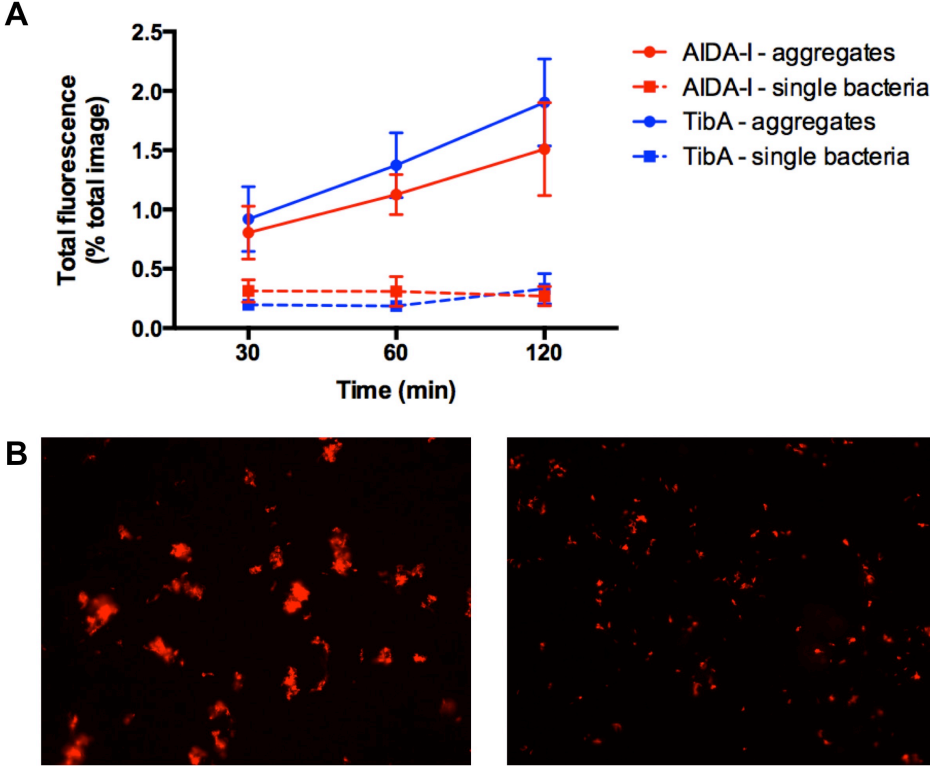 A
Total fluorescence
(% total image)
2.5
2.0
1.5
1.0
0.5
0.0
30 60 120
Time (min)
AIDA-I - aggregates
AIDA-I - single bacteria
TibA - aggregates
TibA - single bacteria
B